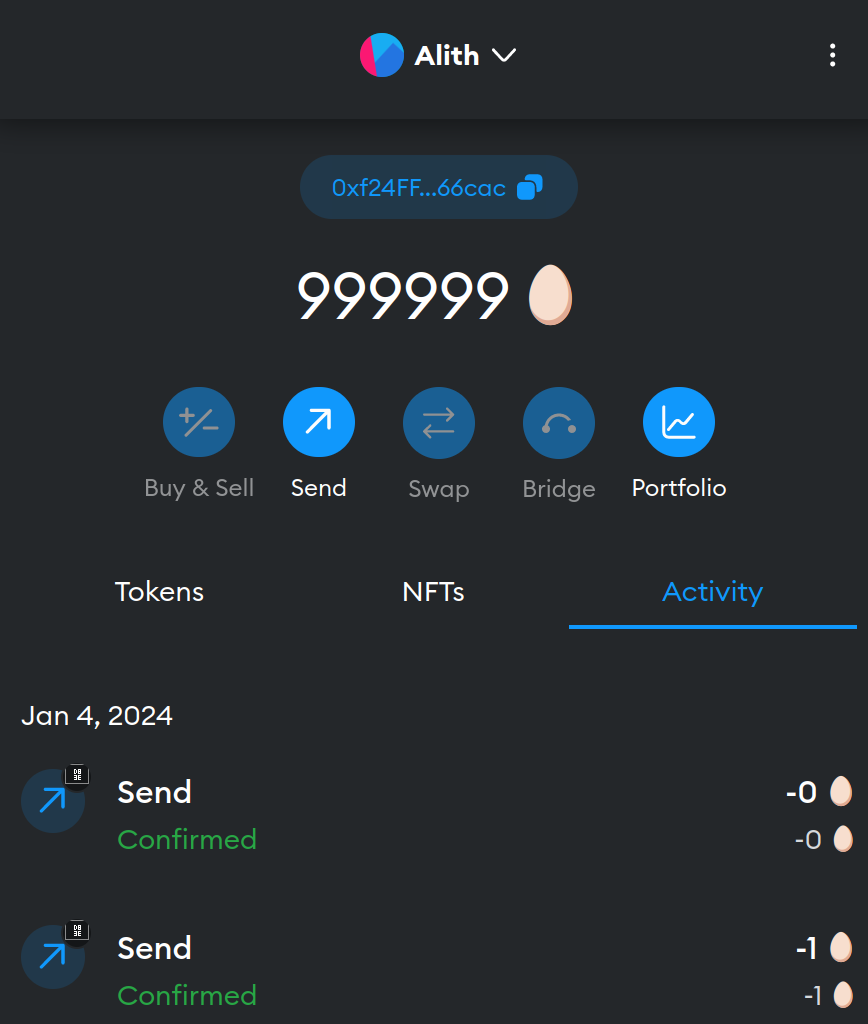 Alith
0xf24FF...66cac
999999 🥚
Buy & Sell Send Swap Bridge Portfolio
Tokens NFTs Activity
Jan 4, 2024
Send -0 🥚
Confirmed -0 🥚
Send -1 🥚
Confirmed -1 🥚